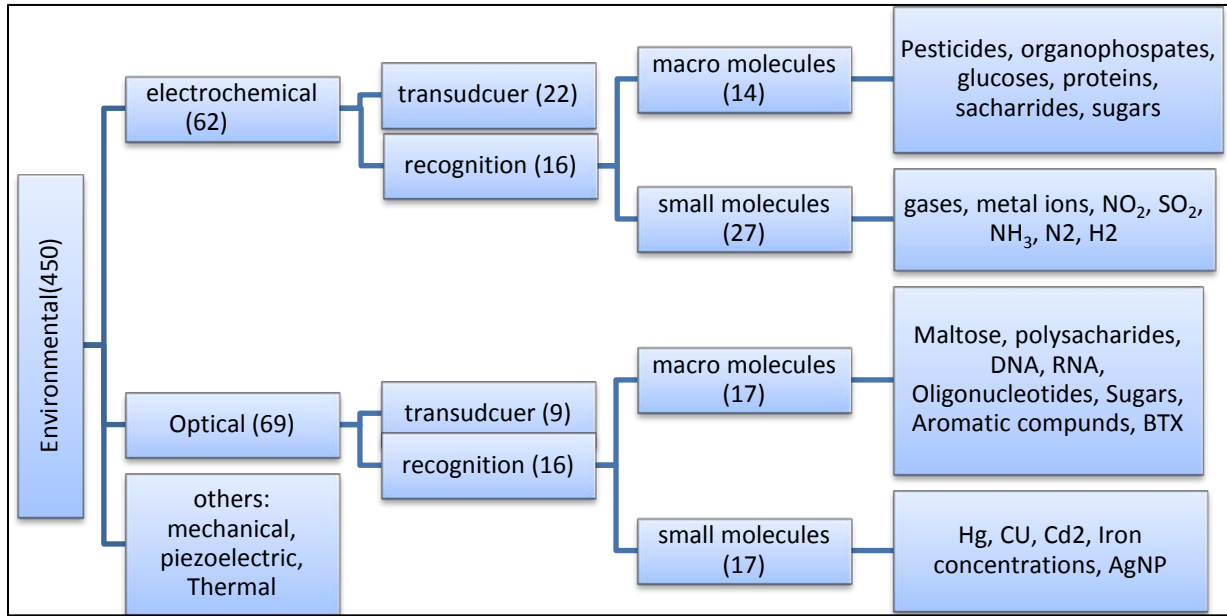 Environmental(450)
electrochemical
(62)
transudcuer (22)
recognition (16)
macro molecules
(14)
Pesticides, organophospates,
glucoses, proteins,
sacharrides, sugars
small molecules
(27)
gases, metal ions, NO₂, SO₂,
NH₃, N2, H2
Optical (69)
transudcuer (9)
recognition (16)
macro molecules
(17)
Maltose, polysacharides,
DNA, RNA,
Oligonucleotides, Sugars,
Aromatic compunds, BTX
small molecules
(17)
Hg, CU, Cd2, Iron
concentrations, AgNP
others:
mechanical,
piezoelectric,
Thermal